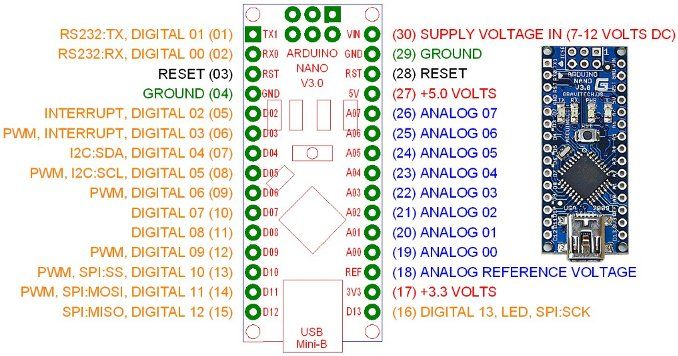 RS232:TX, DIGITAL 01 (01)
RS232:RX, DIGITAL 00 (02)
RESET (03)
GROUND (04)
INTERRUPT, DIGITAL 02 (05)
PWM, INTERRUPT, DIGITAL 03 (06)
I2C:SDA, DIGITAL 04 (07)
PWM, I2C:SCL, DIGITAL 05 (08)
PWM, DIGITAL 06 (09)
DIGITAL 07 (10)
DIGITAL 08 (11)
PWM, DIGITAL 09 (12)
PWM, SPI:SS, DIGITAL 10 (13)
PWM, SPI:MOSI, DIGITAL 11 (14)
SPI:MISO, DIGITAL 12 (15)
TX1
RX0
RST
GND
D02
D03
D04
D05
D06
D07
D08
D09
D10
D11
D12
ARDUINO
NANO
V3.0
USB
Mini-B
VIN
GND
RST
5V
A07
A06
A05
A04
A03
A02
A01
A00
REF
3V3
D13
(30) SUPPLY VOLTAGE IN (7-12 VOLTS DC)
(29) GROUND
(28) RESET
(27) +5.0 VOLTS
(26) ANALOG 07
(25) ANALOG 06
(24) ANALOG 05
(23) ANALOG 04
(22) ANALOG 03
(21) ANALOG 02
(20) ANALOG 01
(19) ANALOG 00
(18) ANALOG REFERENCE VOLTAGE
(17) +3.3 VOLTS
(16) DIGITAL 13, LED, SPI:SCK
ARDUINO
NANO
V3.0
GRAVITECH.US
USA
2009